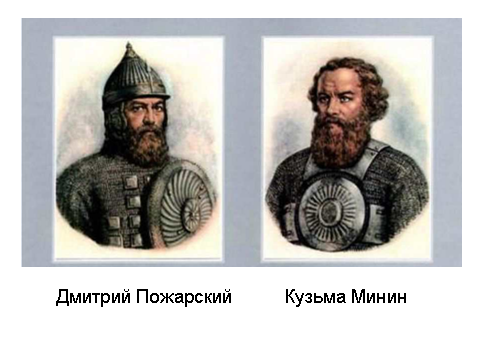 Дмитрий Пожарский Кузьма Минин